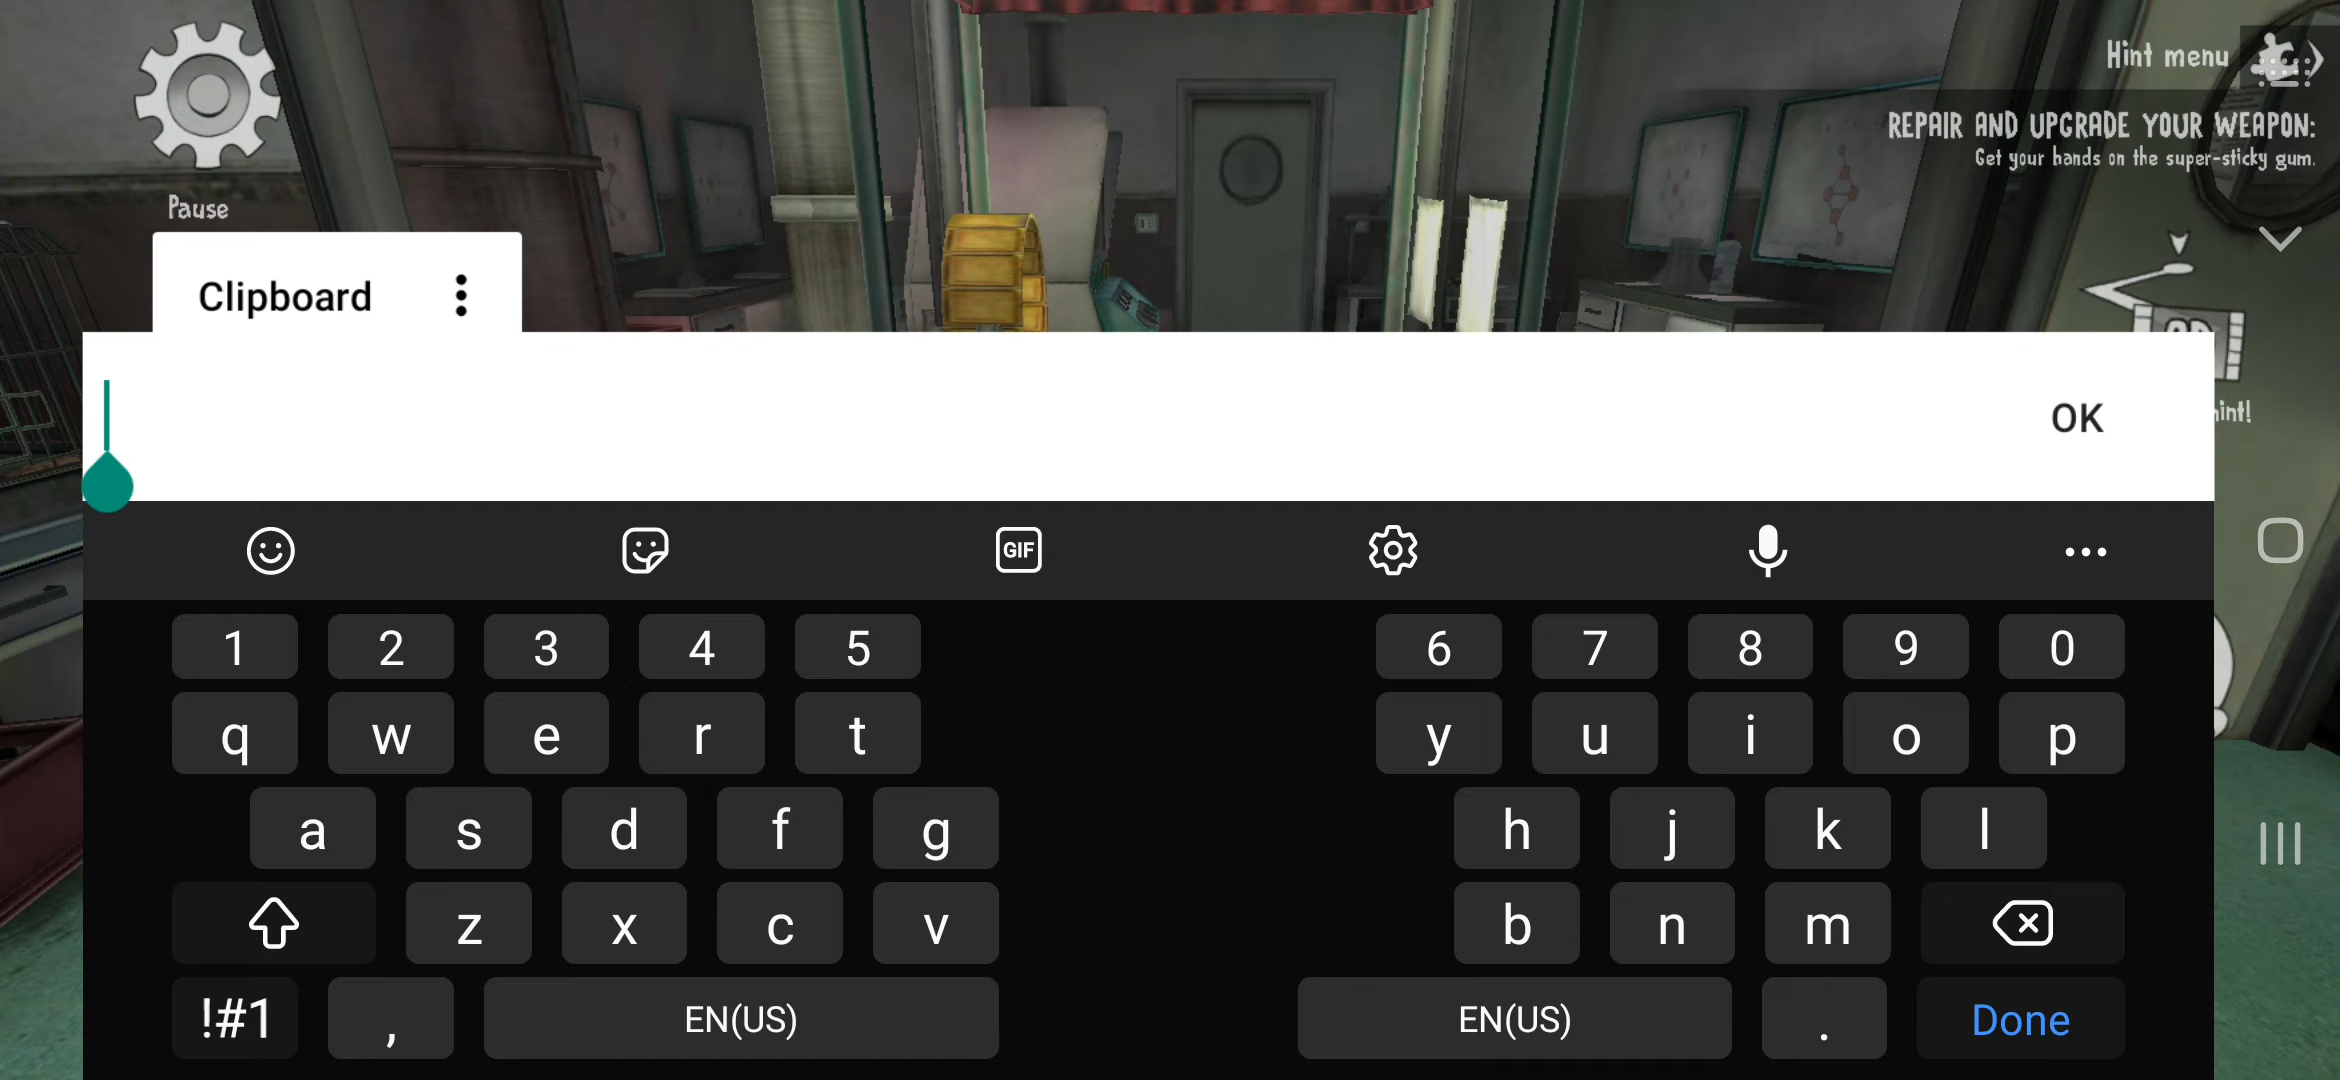 Hint menu
REPAIR AND UPGRADE YOUR WEAPON:
Get your hands on the super-sticky gum.
Pause
Clipboard
OK
GIF
1 2 3 4 5 6 7 8 9 0
q w e r t y u i o p
a s d f g h j k l
z x c v b n m
!#1 , EN(US) EN(US) . Done